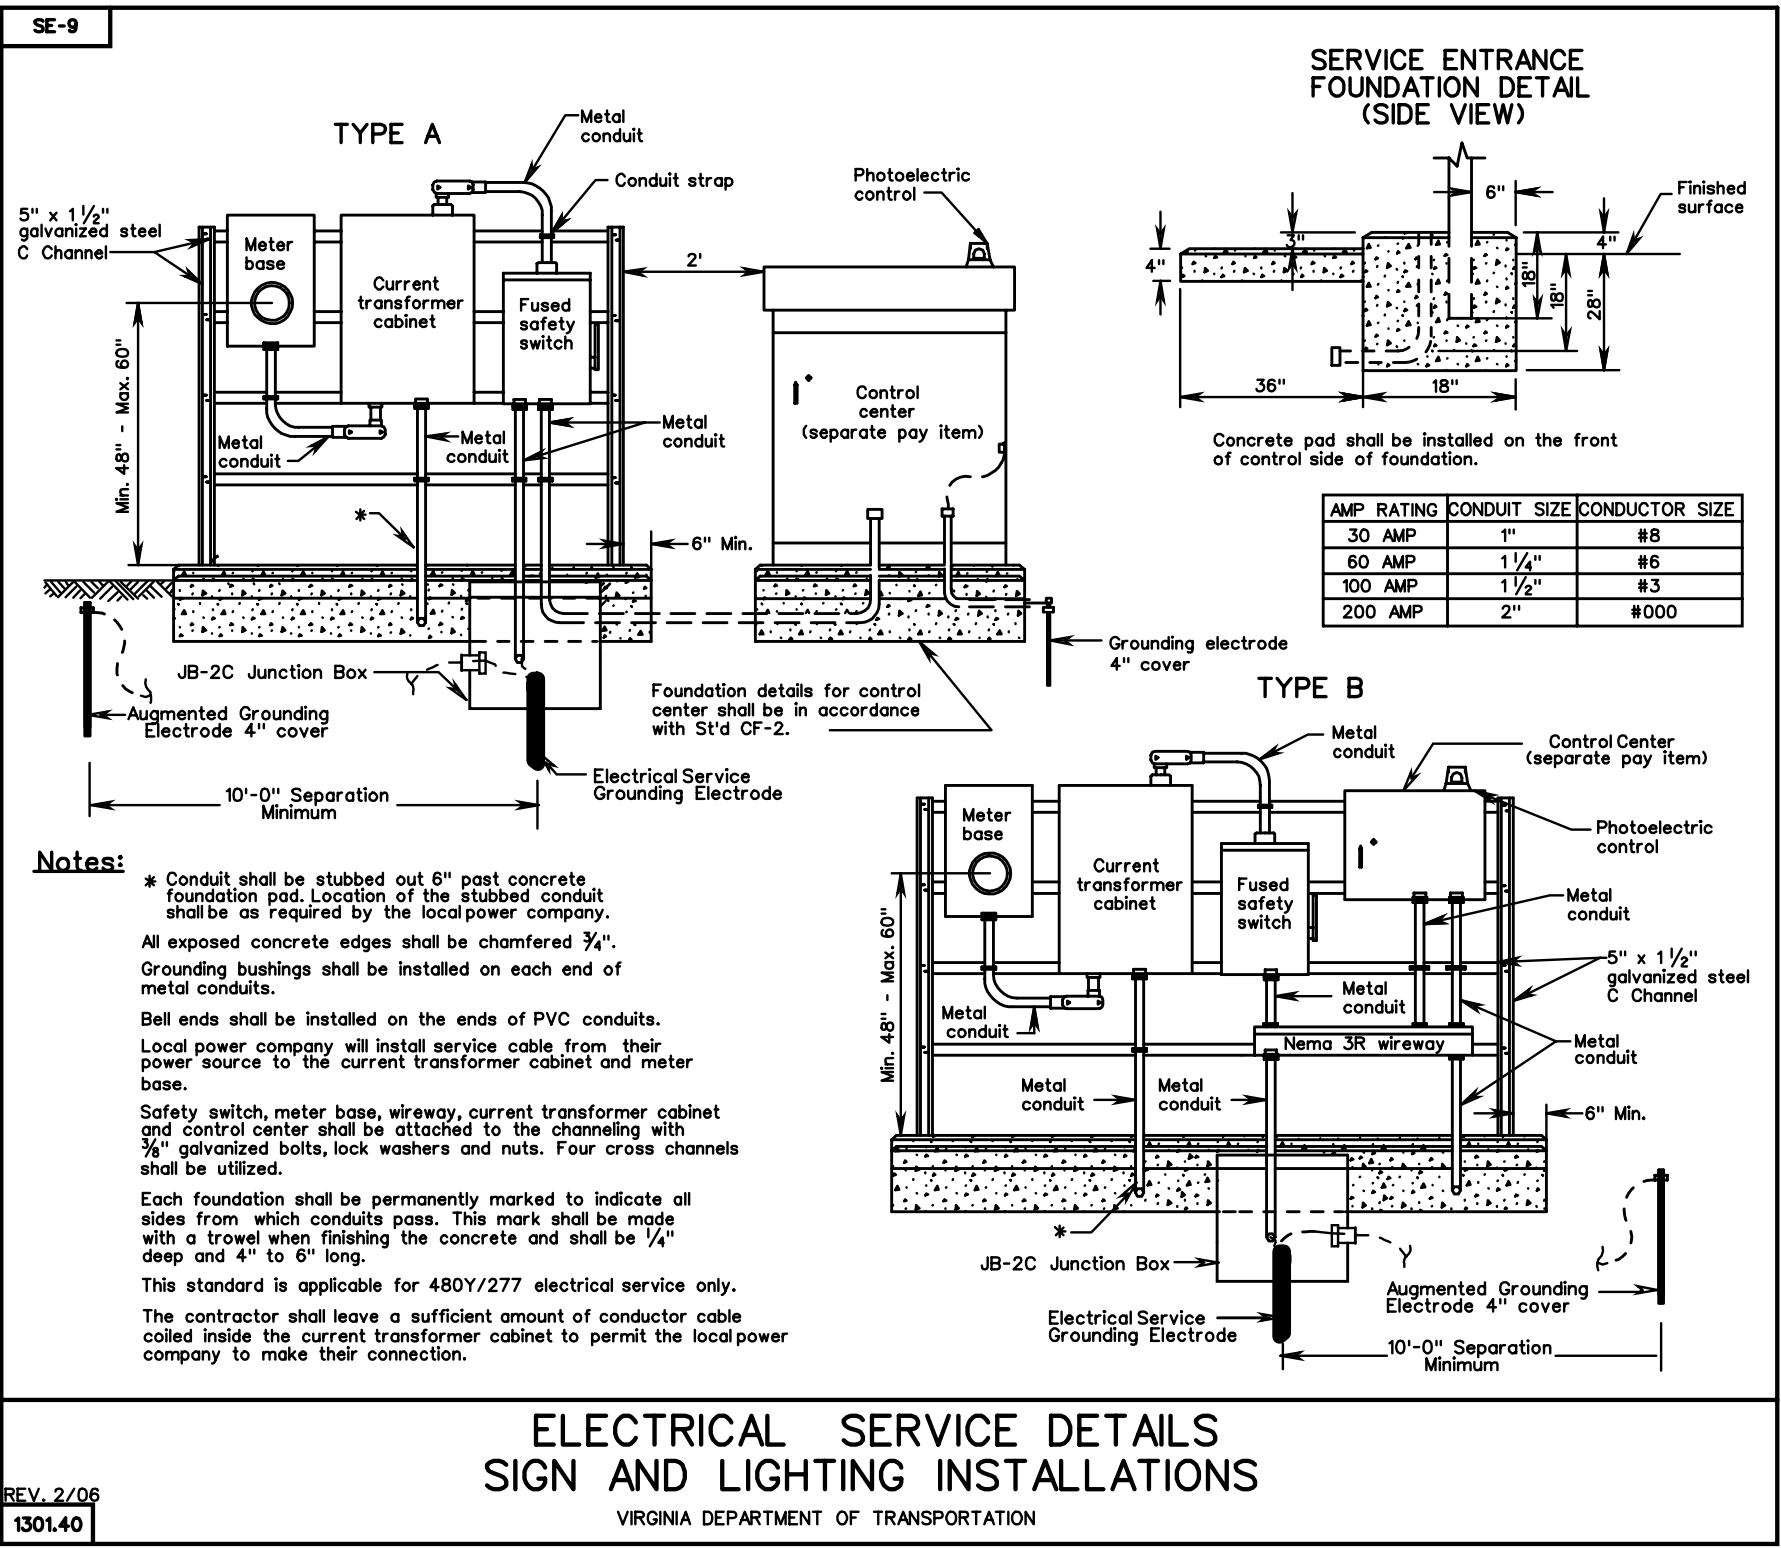 SE-9
SERVICE ENTRANCE
FOUNDATION DETAIL
(SIDE VIEW)
TYPE A
Metal
conduit
Conduit strap
Photoelectric
control
5" x 1 1/2"
galvanized steel
C Channel
Meter
base
Current
transformer
cabinet
Fused
safety
switch
2'
Control
center
(separate pay item)
Min. 48" - Max. 60"
Metal
conduit
Metal
conduit
Metal
conduit
*
6" Min.
JB-2C Junction Box
Augmented Grounding
Electrode 4" cover
10'-0" Separation
Minimum
Electrical Service
Grounding Electrode
Foundation details for control
center shall be in accordance
with St'd CF-2.
Grounding electrode
4" cover
6"
Finished
surface
3"
4"
4"
18"
18"
28"
36"
18"
Concrete pad shall be installed on the front
of control side of foundation.
AMP RATING CONDUIT SIZE CONDUCTOR SIZE
30 AMP 1" #8
60 AMP 1 1/4" #6
100 AMP 1 1/2" #3
200 AMP 2" #000
TYPE B
Metal
conduit
Control Center
(separate pay item)
Photoelectric
control
Meter
base
Current
transformer
cabinet
Fused
safety
switch
Metal
conduit
5" x 1 1/2"
galvanized steel
C Channel
Min. 48" - Max. 60"
Metal
conduit
Metal
conduit
Nema 3R wireway
Metal
conduit
Metal
conduit
Metal
conduit
6" Min.
*
JB-2C Junction Box
Electrical Service
Grounding Electrode
Augmented Grounding
Electrode 4" cover
10'-0" Separation
Minimum
Notes:
* Conduit shall be stubbed out 6" past concrete
foundation pad. Location of the stubbed conduit
shall be as required by the local power company.
All exposed concrete edges shall be chamfered 3/4".
Grounding bushings shall be installed on each end of
metal conduits.
Bell ends shall be installed on the ends of PVC conduits.
Local power company will install service cable from their
power source to the current transformer cabinet and meter
base.
Safety switch, meter base, wireway, current transformer cabinet
and control center shall be attached to the channeling with
3/8" galvanized bolts, lock washers and nuts. Four cross channels
shall be utilized.
Each foundation shall be permanently marked to indicate all
sides from which conduits pass. This mark shall be made
with a trowel when finishing the concrete and shall be 1/4"
deep and 4" to 6" long.
This standard is applicable for 480Y/277 electrical service only.
The contractor shall leave a sufficient amount of conductor cable
coiled inside the current transformer cabinet to permit the local power
company to make their connection.
ELECTRICAL SERVICE DETAILS
SIGN AND LIGHTING INSTALLATIONS
VIRGINIA DEPARTMENT OF TRANSPORTATION
REV. 2/06
1301.40